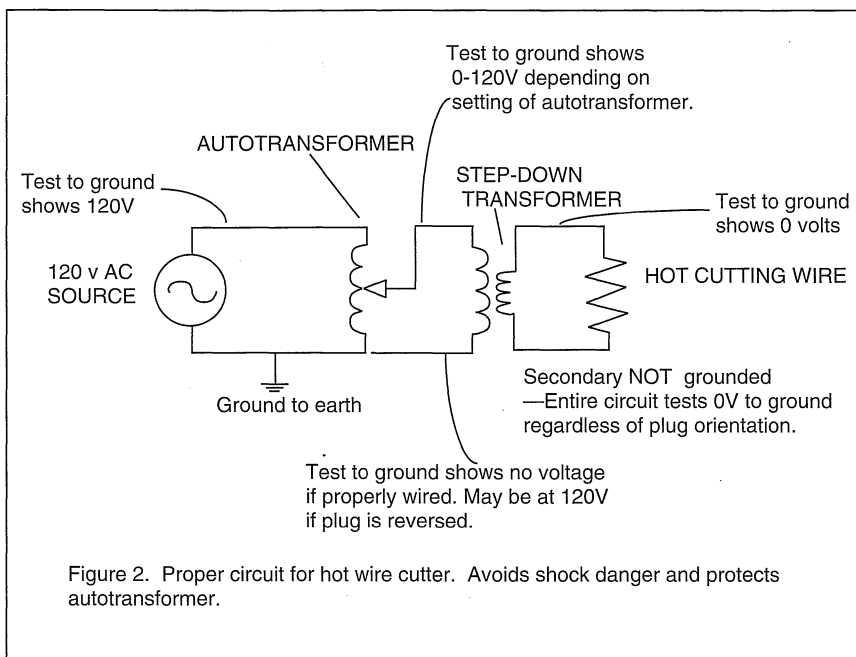 Test to ground shows
0-120V depending on
setting of autotransformer.
AUTOTRANSFORMER
STEP-DOWN
TRANSFORMER
Test to ground
shows 120V
Test to ground
shows 0 volts
120 v AC
SOURCE
HOT CUTTING WIRE
Ground to earth
Secondary NOT grounded
—Entire circuit tests 0V to ground
regardless of plug orientation.
Test to ground shows no voltage
if properly wired. May be at 120V
if plug is reversed.
Figure 2. Proper circuit for hot wire cutter. Avoids shock danger and protects
autotransformer.